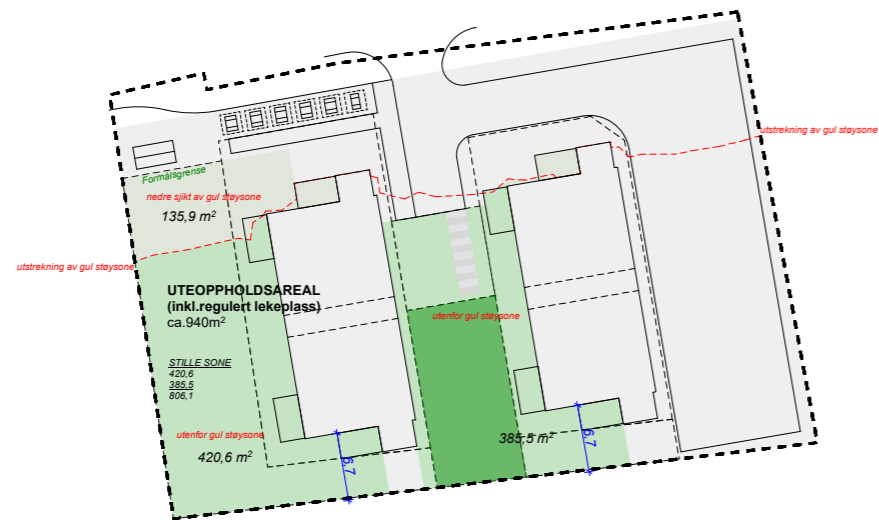 utstrekning av gul støysone
Formålsgrense
nedre sjikt av gul støysone
135,9 m²
utstrekning av gul støysone
UTEOPPHOLDSAREAL
(inkl.regulert lekeplass)
ca.940m²
utenfor gul støysone
STILLE SONE
420,6
385,5
806,1
utenfor gul støysone
420,6 m²
385,5 m²
6,7
6,7